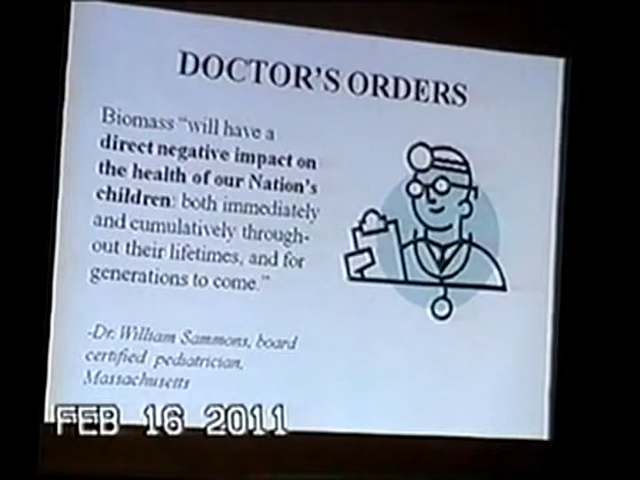 DOCTOR'S ORDERS
Biomass "will have a
direct negative impact on
the health of our Nation's
children: both immediately
and cumulatively through-
out their lifetimes, and for
generations to come."
-Dr. William Sammons, board
certified pediatrician,
Massachusetts
FEB 16 2011